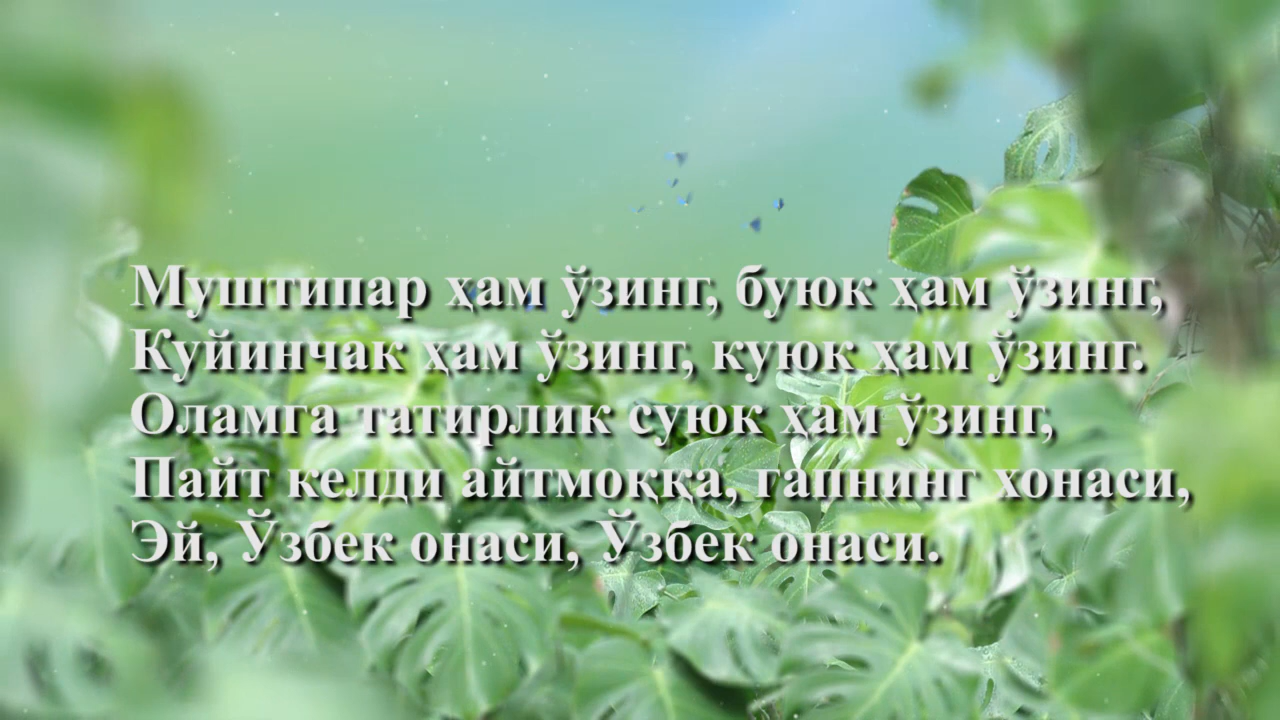 Муштипар ҳам ўзинг, буюк ҳам ўзинг,
Куйинчак ҳам ўзинг, куюк ҳам ўзинг.
Оламга татирлик суюк ҳам ўзинг,
Пайт келди айтмоққа, гапнинг хонаси,
Эй, Ўзбек онаси, Ўзбек онаси.